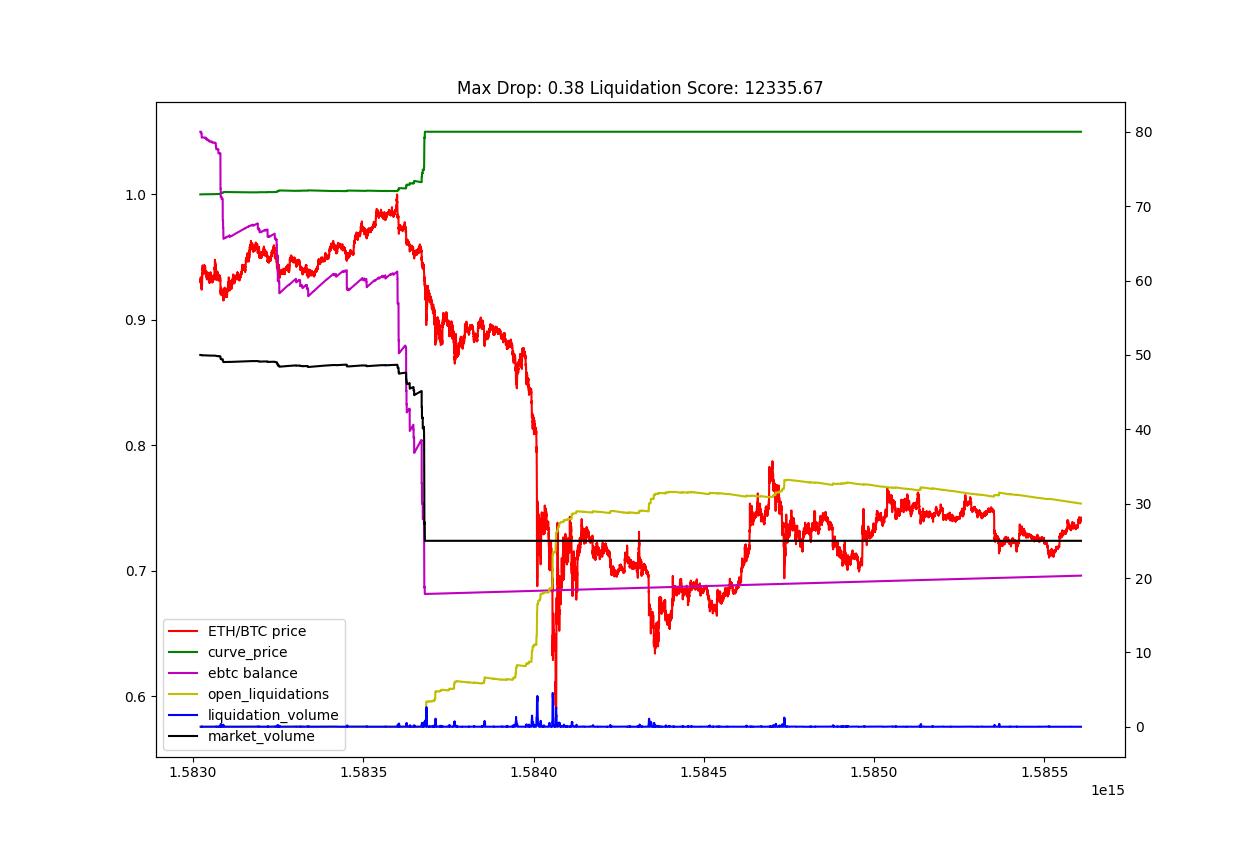 Max Drop: 0.38 Liquidation Score: 12335.67
1.0
0.9
0.8
0.7
0.6
80
70
60
50
40
30
20
10
0
ETH/BTC price
curve_price
ebtc balance
open_liquidations
liquidation_volume
market_volume
1.5830
1.5835
1.5840
1.5845
1.5850
1.5855
1e15